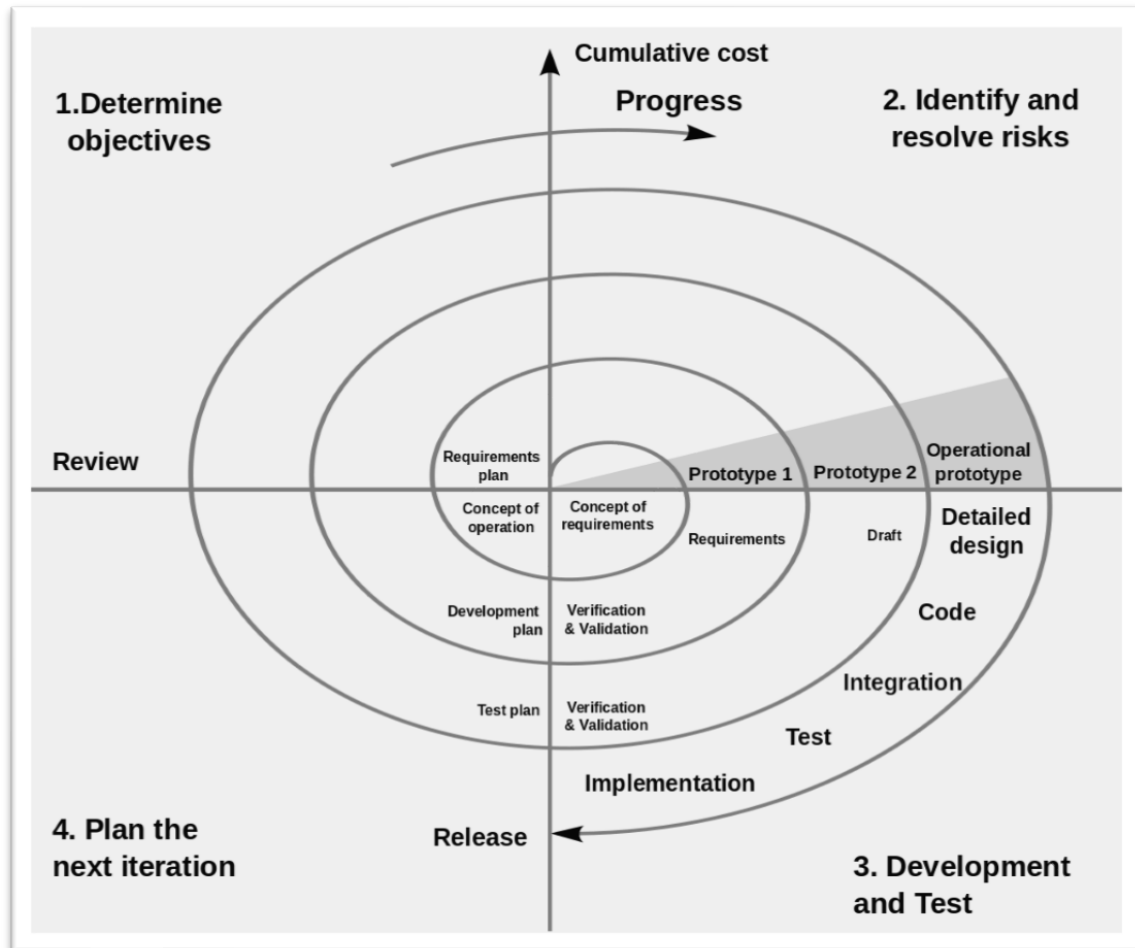 Cumulative cost
Progress
1.Determine
objectives
2. Identify and
resolve risks
Review
Requirements
plan
Prototype 1
Prototype 2
Operational
prototype
Concept of
operation
Concept of
requirements
Requirements
Draft
Detailed
design
Development
plan
Verification
& Validation
Code
Integration
Test plan
Verification
& Validation
Test
Implementation
Release
4. Plan the
next iteration
3. Development
and Test